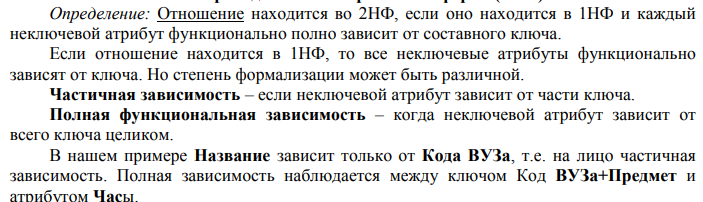 Определение: Отношение находится во 2НФ, если оно находится в 1НФ и каждый
неключевой атрибут функционально полно зависит от составного ключа.
Если отношение находится в 1НФ, то все неключевые атрибуты функционально
зависят от ключа. Но степень формализации может быть различной.
Частичная зависимость – если неключевой атрибут зависит от части ключа.
Полная функциональная зависимость – когда неключевой атрибут зависит от
всего ключа целиком.
В нашем примере Название зависит только от Кода ВУЗа, т.е. на лицо частичная
зависимость. Полная зависимость наблюдается между ключом Код ВУЗа+Предмет и
атрибутом Часы.